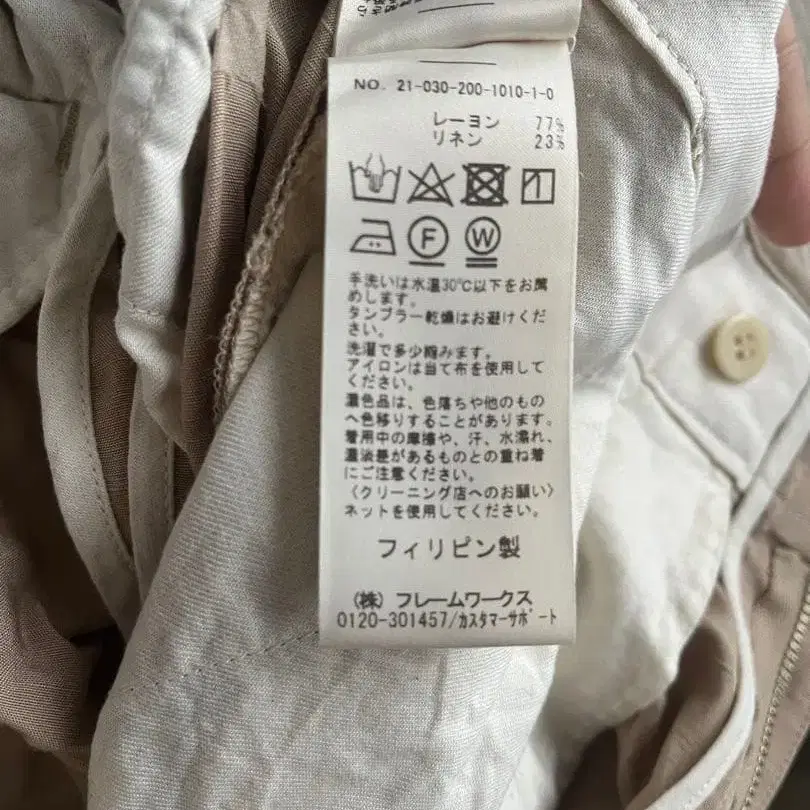 NO. 21-030-200-1010-1-0
レーヨン 77%
リネン 23%
F W
手洗いは水温30℃以下をお薦
めします。
タンブラー乾燥はお避けくだ
さい。
洗濯で多少縮みます。
アイロンは当て布を使用して
ください。
濃色品は、色落ちや他のもの
へ色移りすることがあります。
着用中の摩擦や、汗、水濡れ、
濃淡差があるものとの重ね着
にご注意ください。
〈クリーニング店へのお願い〉
ネットを使用してください。
フィリピン製
(株) フレームワークス
0120-301457/カスタマーサポート